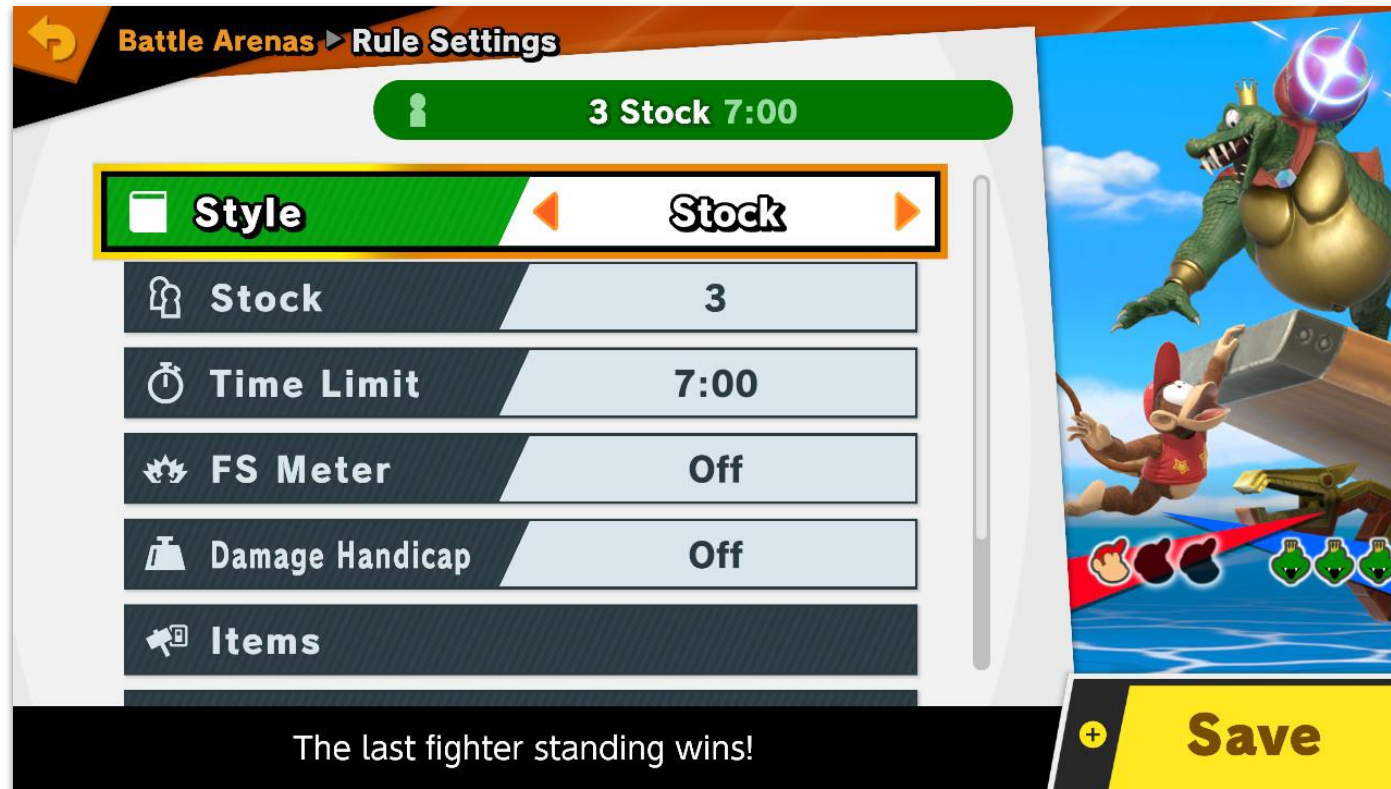 Battle Arenas ▶ Rule Settings
3 Stock 7:00
Style Stock
Stock 3
Time Limit 7:00
FS Meter Off
Damage Handicap Off
Items
The last fighter standing wins!
+ Save